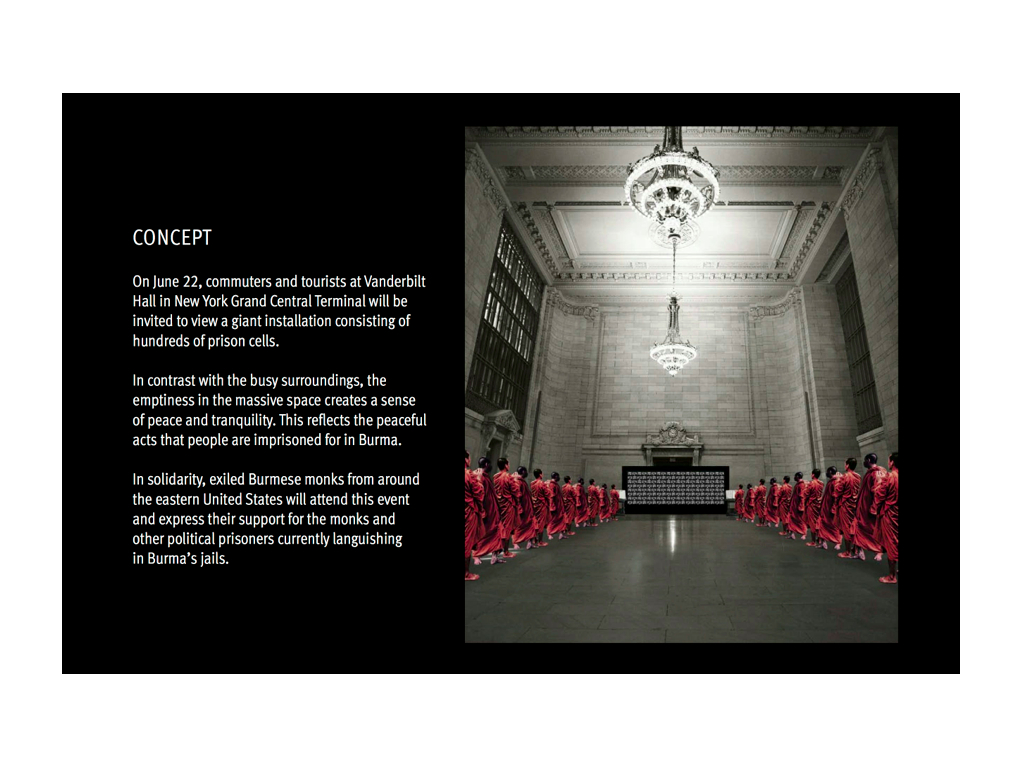 CONCEPT
On June 22, commuters and tourists at Vanderbilt
Hall in New York Grand Central Terminal will be
invited to view a giant installation consisting of
hundreds of prison cells.
In contrast with the busy surroundings, the
emptiness in the massive space creates a sense
of peace and tranquility. This reflects the peaceful
acts that people are imprisoned for in Burma.
In solidarity, exiled Burmese monks from around
the eastern United States will attend this event
and express their support for the monks and
other political prisoners currently languishing
in Burma's jails.